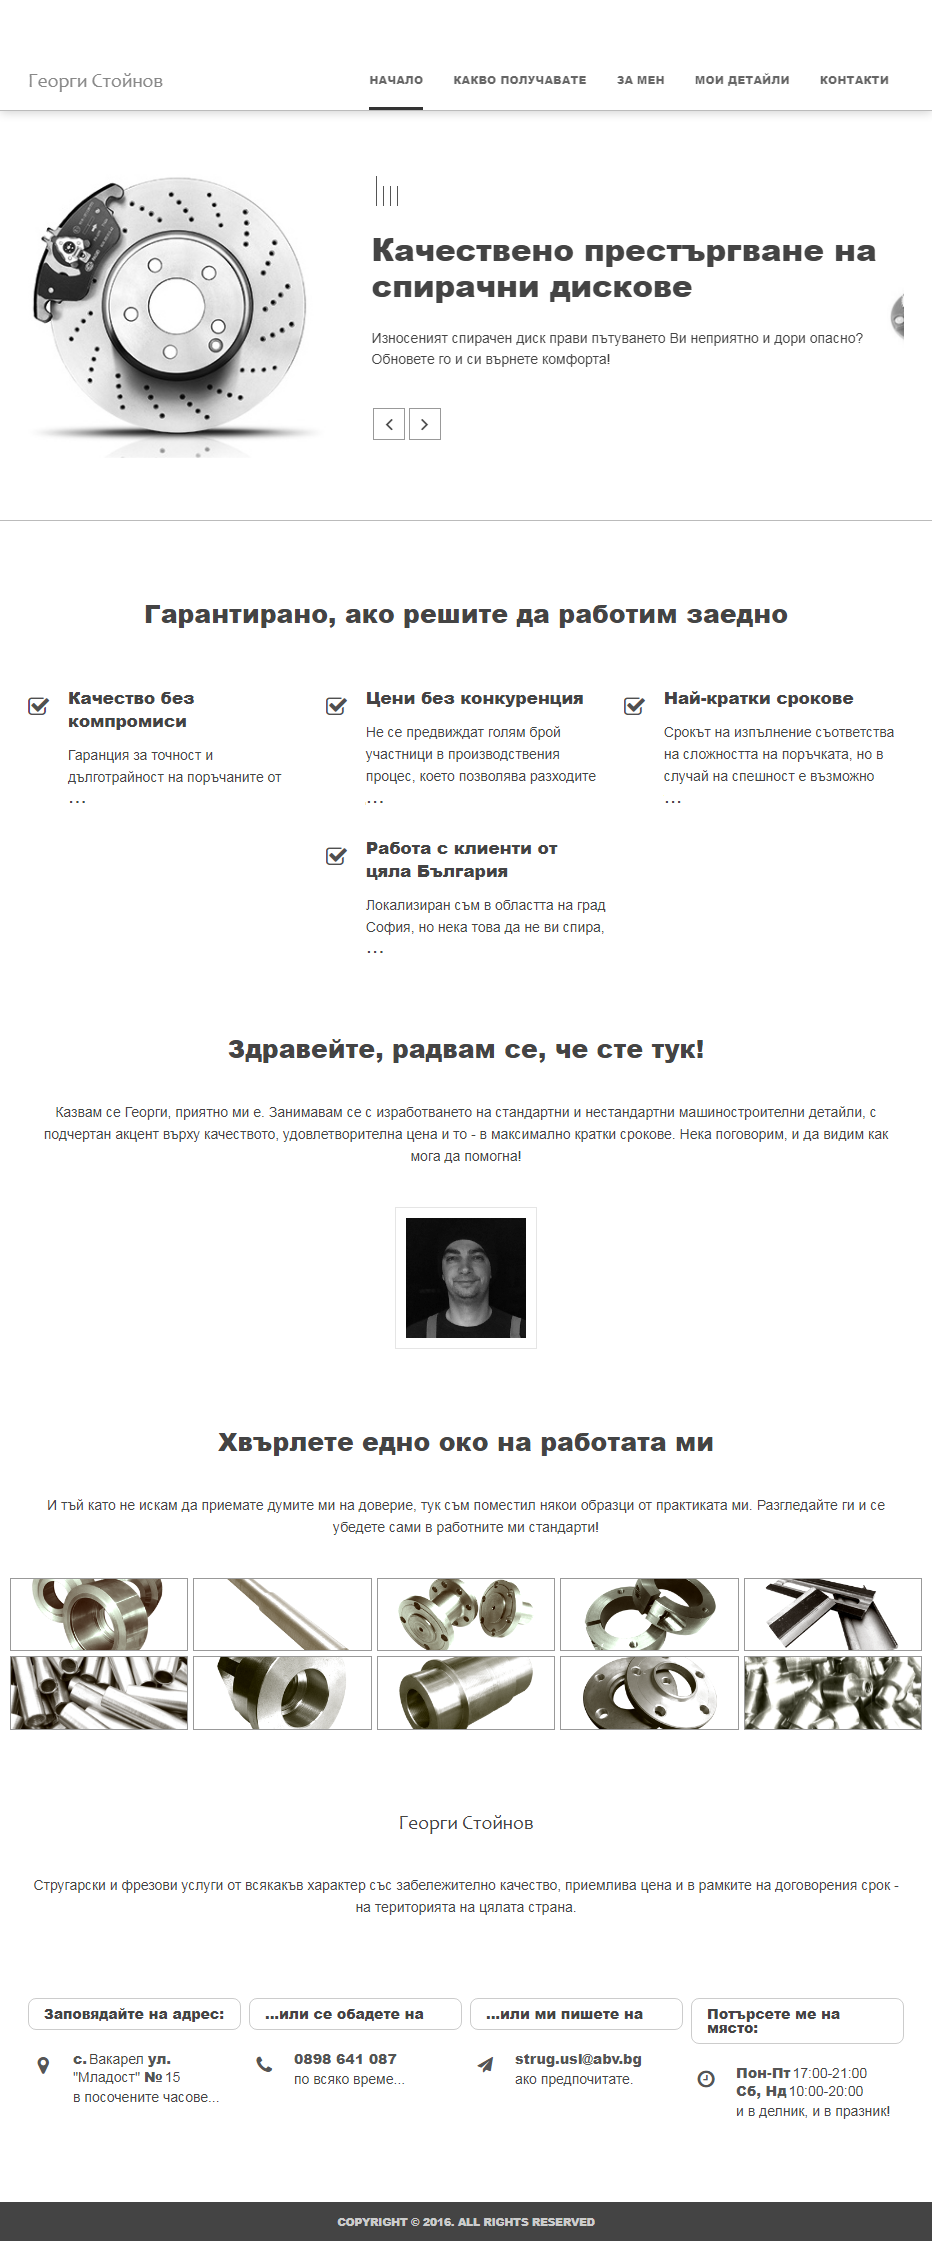 Георги Стойнов
НАЧАЛО
КАКВО ПОЛУЧАВАТЕ
ЗА МЕН
МОИ ДЕТАЙЛИ
КОНТАКТИ
Качествено престъргване на
спирачни дискове
Износеният спирачен диск прави пътуването Ви неприятно и дори опасно?
Обновете го и си върнете комфорта!
Гарантирано, ако решите да работим заедно
Качество без
компромиси
Гаранция за точност и
дълготрайност на поръчаните от
...
Цени без конкуренция
Не се предвиждат голям брой
участници в производствения
процес, което позволява разходите
...
Най-кратки срокове
Срокът на изпълнение съответства
на сложността на поръчката, но в
случай на спешност е възможно
...
Работа с клиенти от
цяла България
Локализиран съм в областта на град
София, но нека това да не ви спира,
...
Здравейте, радвам се, че сте тук!
Казвам се Георги, приятно ми е. Занимавам се с изработването на стандартни и нестандартни машиностроителни детайли, с
подчертан акцент върху качеството, удовлетворителна цена и то - в максимално кратки срокове. Нека поговорим, и да видим как
мога да помогна!
Хвърлете едно око на работата ми
И тъй като не искам да приемате думите ми на доверие, тук съм поместил някои образци от практиката ми. Разгледайте ги и се
убедете сами в работните ми стандарти!
Георги Стойнов
Стругарски и фрезови услуги от всякакъв характер със забележително качество, приемлива цена и в рамките на договорения срок -
на територията на цялата страна.
Заповядайте на адрес:
с. Вакарел ул.
"Младост" № 15
в посочените часове...
...или се обадете на
0898 641 087
по всяко време...
...или ми пишете на
strug.usl@abv.bg
ако предпочитате.
Потърсете ме на
място:
Пон-Пт 17:00-21:00
Сб, Нд 10:00-20:00
и в делник, и в празник!
COPYRIGHT © 2016. ALL RIGHTS RESERVED